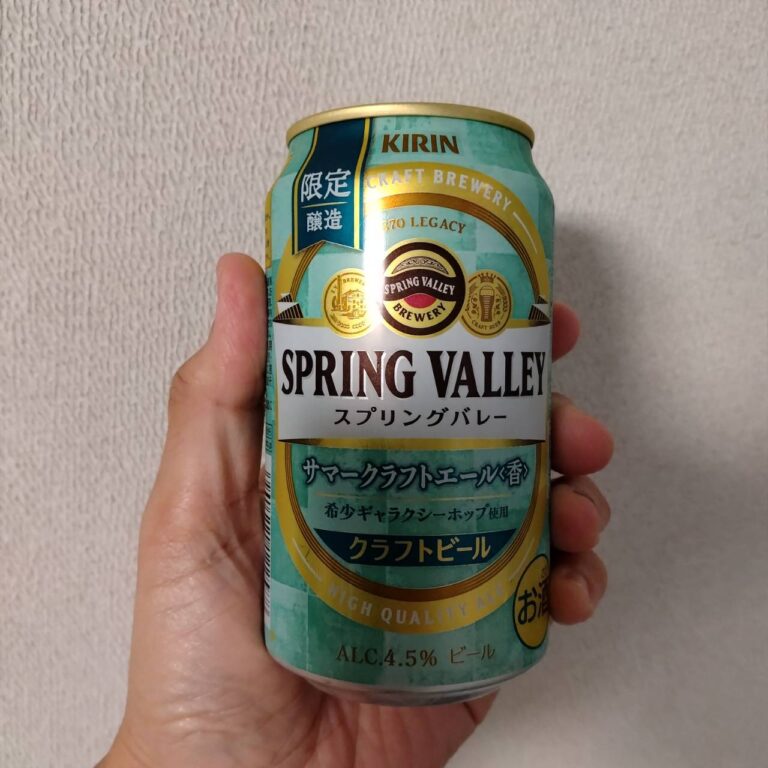 KIRIN
限定
醸造
CRAFT BREWERY
LEGACY
SPRING VALLEY
BREWERY
SPRING VALLEY
スプリングバレー
サマークラフトエール〈香〉
希少ギャラクシーホップ使用
クラフトビール
HIGH QUALITY ALE
お酒
ALC.4.5% ビール